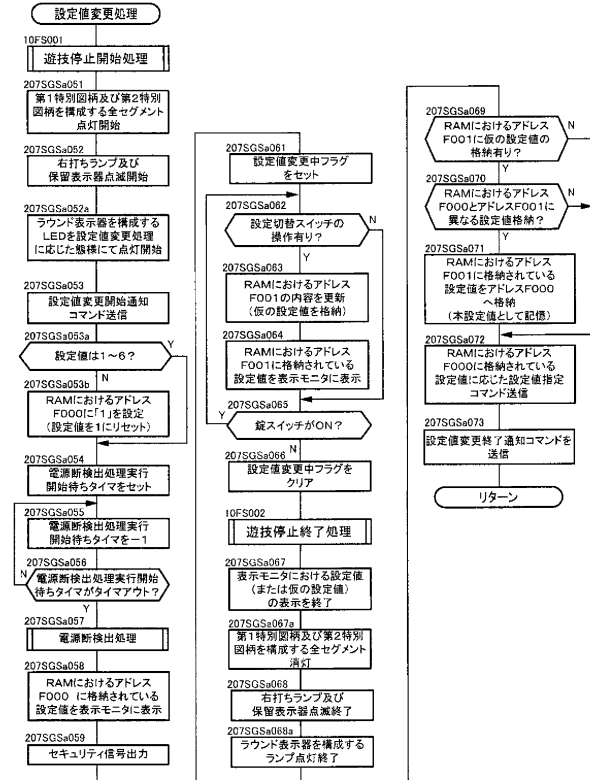 設定値変更処理
10FS001
遊技停止開始処理
207SGSa051
第1特別図柄及び第2特別
図柄を構成する全セグメント
点灯開始
207SGSa052
右打ちランプ及び
保留表示器点滅開始
207SGSa052a
ラウンド表示器を構成する
LEDを設定値変更処理
に応じた態様にて点灯開始
207SGSa053
設定値変更開始通知
コマンド送信
207SGSa053a
設定値は1~6?
Y
N
207SGSa053b
RAMにおけるアドレス
F000に「1」を設定
(設定値を1にリセット)
207SGSa054
電源断検出処理実行
開始待ちタイマをセット
207SGSa055
電源断検出処理実行
開始待ちタイマを-1
207SGSa056
電源断検出処理実行開始
待ちタイマがタイマアウト?
N
Y
207SGSa057
電源断検出処理
207SGSa058
RAMにおけるアドレス
F000 に格納されている
設定値を表示モニタに表示
207SGSa059
セキュリティ信号出力
207SGSa061
設定値変更中フラグ
をセット
207SGSa062
設定切替スイッチの
操作有り?
N
Y
207SGSa063
RAMにおけるアドレス
F001の内容を更新
(仮の設定値を格納)
207SGSa064
RAMにおけるアドレス
F001に格納されている
設定値を表示モニタに表示
207SGSa065
錠スイッチがON?
Y
N
207SGSa066
設定値変更中フラグを
クリア
10FS002
遊技停止終了処理
207SGSa067
表示モニタにおける設定値
(または仮の設定値)
の表示を終了
207SGSa067a
第1特別図柄及び第2特別
図柄を構成する全セグメント
消灯
207SGSa068
右打ちランプ及び
保留表示器点滅終了
207SGSa068a
ラウンド表示器を構成する
ランプ点灯終了
207SGSa069
RAMにおけるアドレス
F001に仮の設定値の
格納有り?
N
Y
207SGSa070
RAMにおけるアドレス
F000とアドレスF001に
異なる設定値格納?
N
Y
207SGSa071
RAMにおけるアドレス
F001に格納されている
設定値をアドレスF000
へ格納
(本設定値として記憶)
207SGSa072
RAMにおけるアドレス
F000に格納されている
設定値に応じた設定値指定
コマンド送信
207SGSa073
設定値変更終了通知コマンドを
送信
リターン